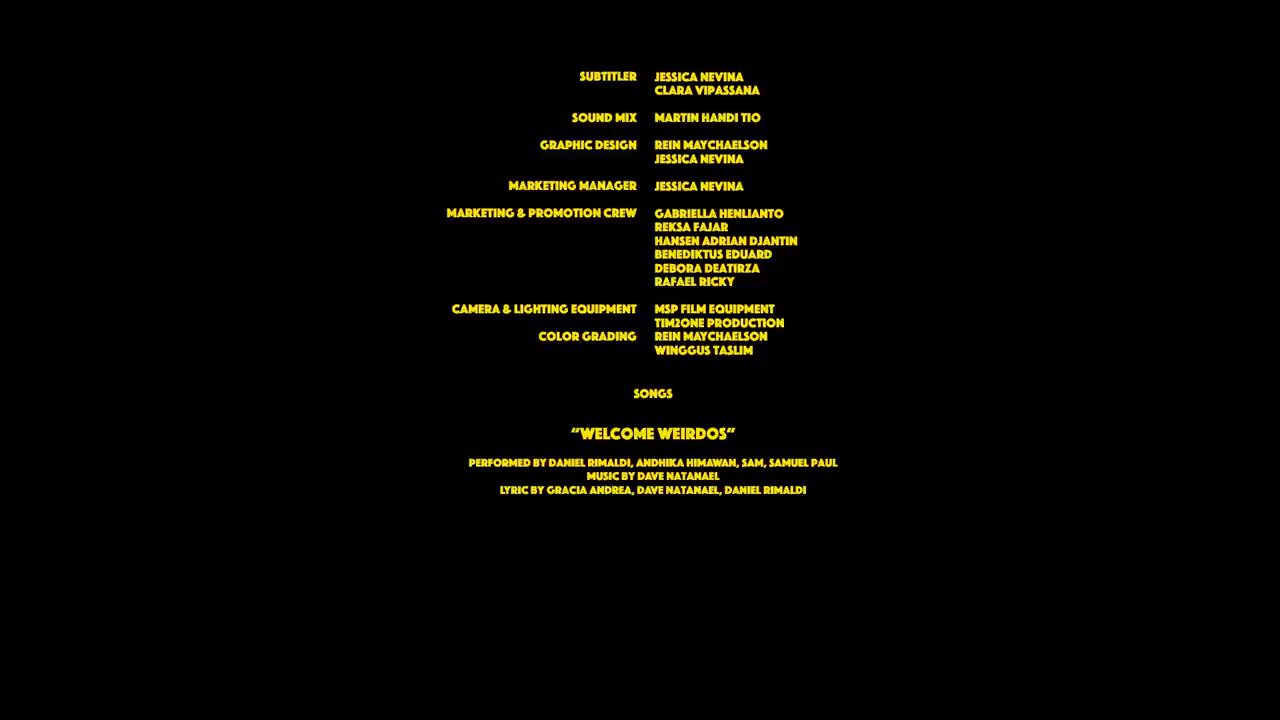 SUBTITLER JESSICA NEVINA
CLARA VIPASSANA
SOUND MIX MARTIN HANDI TIO
GRAPHIC DESIGN REIN MAYCHAELSON
JESSICA NEVINA
MARKETING MANAGER JESSICA NEVINA
MARKETING & PROMOTION CREW GABRIELLA HENLIANTO
REKSA FAJAR
HANSEN ADRIAN DJANTIN
BENEDIKTUS EDUARD
DEBORA DEATIRZA
RAFAEL RICKY
CAMERA & LIGHTING EQUIPMENT MSP FILM EQUIPMENT
TIM2ONE PRODUCTION
COLOR GRADING REIN MAYCHAELSON
WINGGUS TASLIM
SONGS
“WELCOME WEIRDOS”
PERFORMED BY DANIEL RIMALDI, ANDHIKA HIMAWAN, SAM, SAMUEL PAUL
MUSIC BY DAVE NATANAEL
LYRIC BY GRACIA ANDREA, DAVE NATANAEL, DANIEL RIMALDI